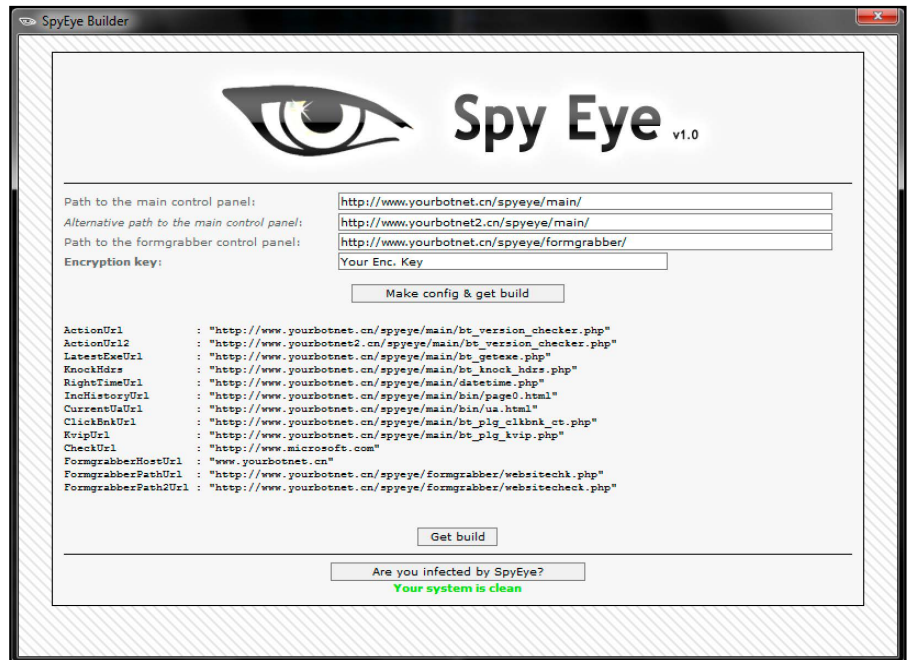 SpyEye Builder
Spy Eye v1.0
Path to the main control panel: http://www.yourbotnet.cn/spyeye/main/
Alternative path to the main control panel: http://www.yourbotnet2.cn/spyeye/main/
Path to the formgrabber control panel: http://www.yourbotnet.cn/spyeye/formgrabber/
Encryption key: Your Enc. Key
Make config & get build
ActionUrl : "http://www.yourbotnet.cn/spyeye/main/bt_version_checker.php"
ActionUrl2 : "http://www.yourbotnet2.cn/spyeye/main/bt_version_checker.php"
LatestExeUrl : "http://www.yourbotnet.cn/spyeye/main/bt_getexe.php"
KnockHdrs : "http://www.yourbotnet.cn/spyeye/main/bt_knock_hdrs.php"
RightTimeUrl : "http://www.yourbotnet.cn/spyeye/main/datetime.php"
IncHistoryUrl : "http://www.yourbotnet.cn/spyeye/main/bin/page0.html"
CurrentUaUrl : "http://www.yourbotnet.cn/spyeye/main/bin/ua.html"
ClickBnkUrl : "http://www.yourbotnet.cn/spyeye/main/bt_plg_clkbnk_ct.php"
KvipUrl : "http://www.yourbotnet.cn/spyeye/main/bt_plg_kvip.php"
CheckUrl : "http://www.microsoft.com"
FormgrabberHostUrl : "www.yourbotnet.cn"
FormgrabberPathUrl : "http://www.yourbotnet.cn/spyeye/formgrabber/websitechk.php"
FormgrabberPath2Url : "http://www.yourbotnet.cn/spyeye/formgrabber/websitecheck.php"
Get build
Are you infected by SpyEye?
Your system is clean